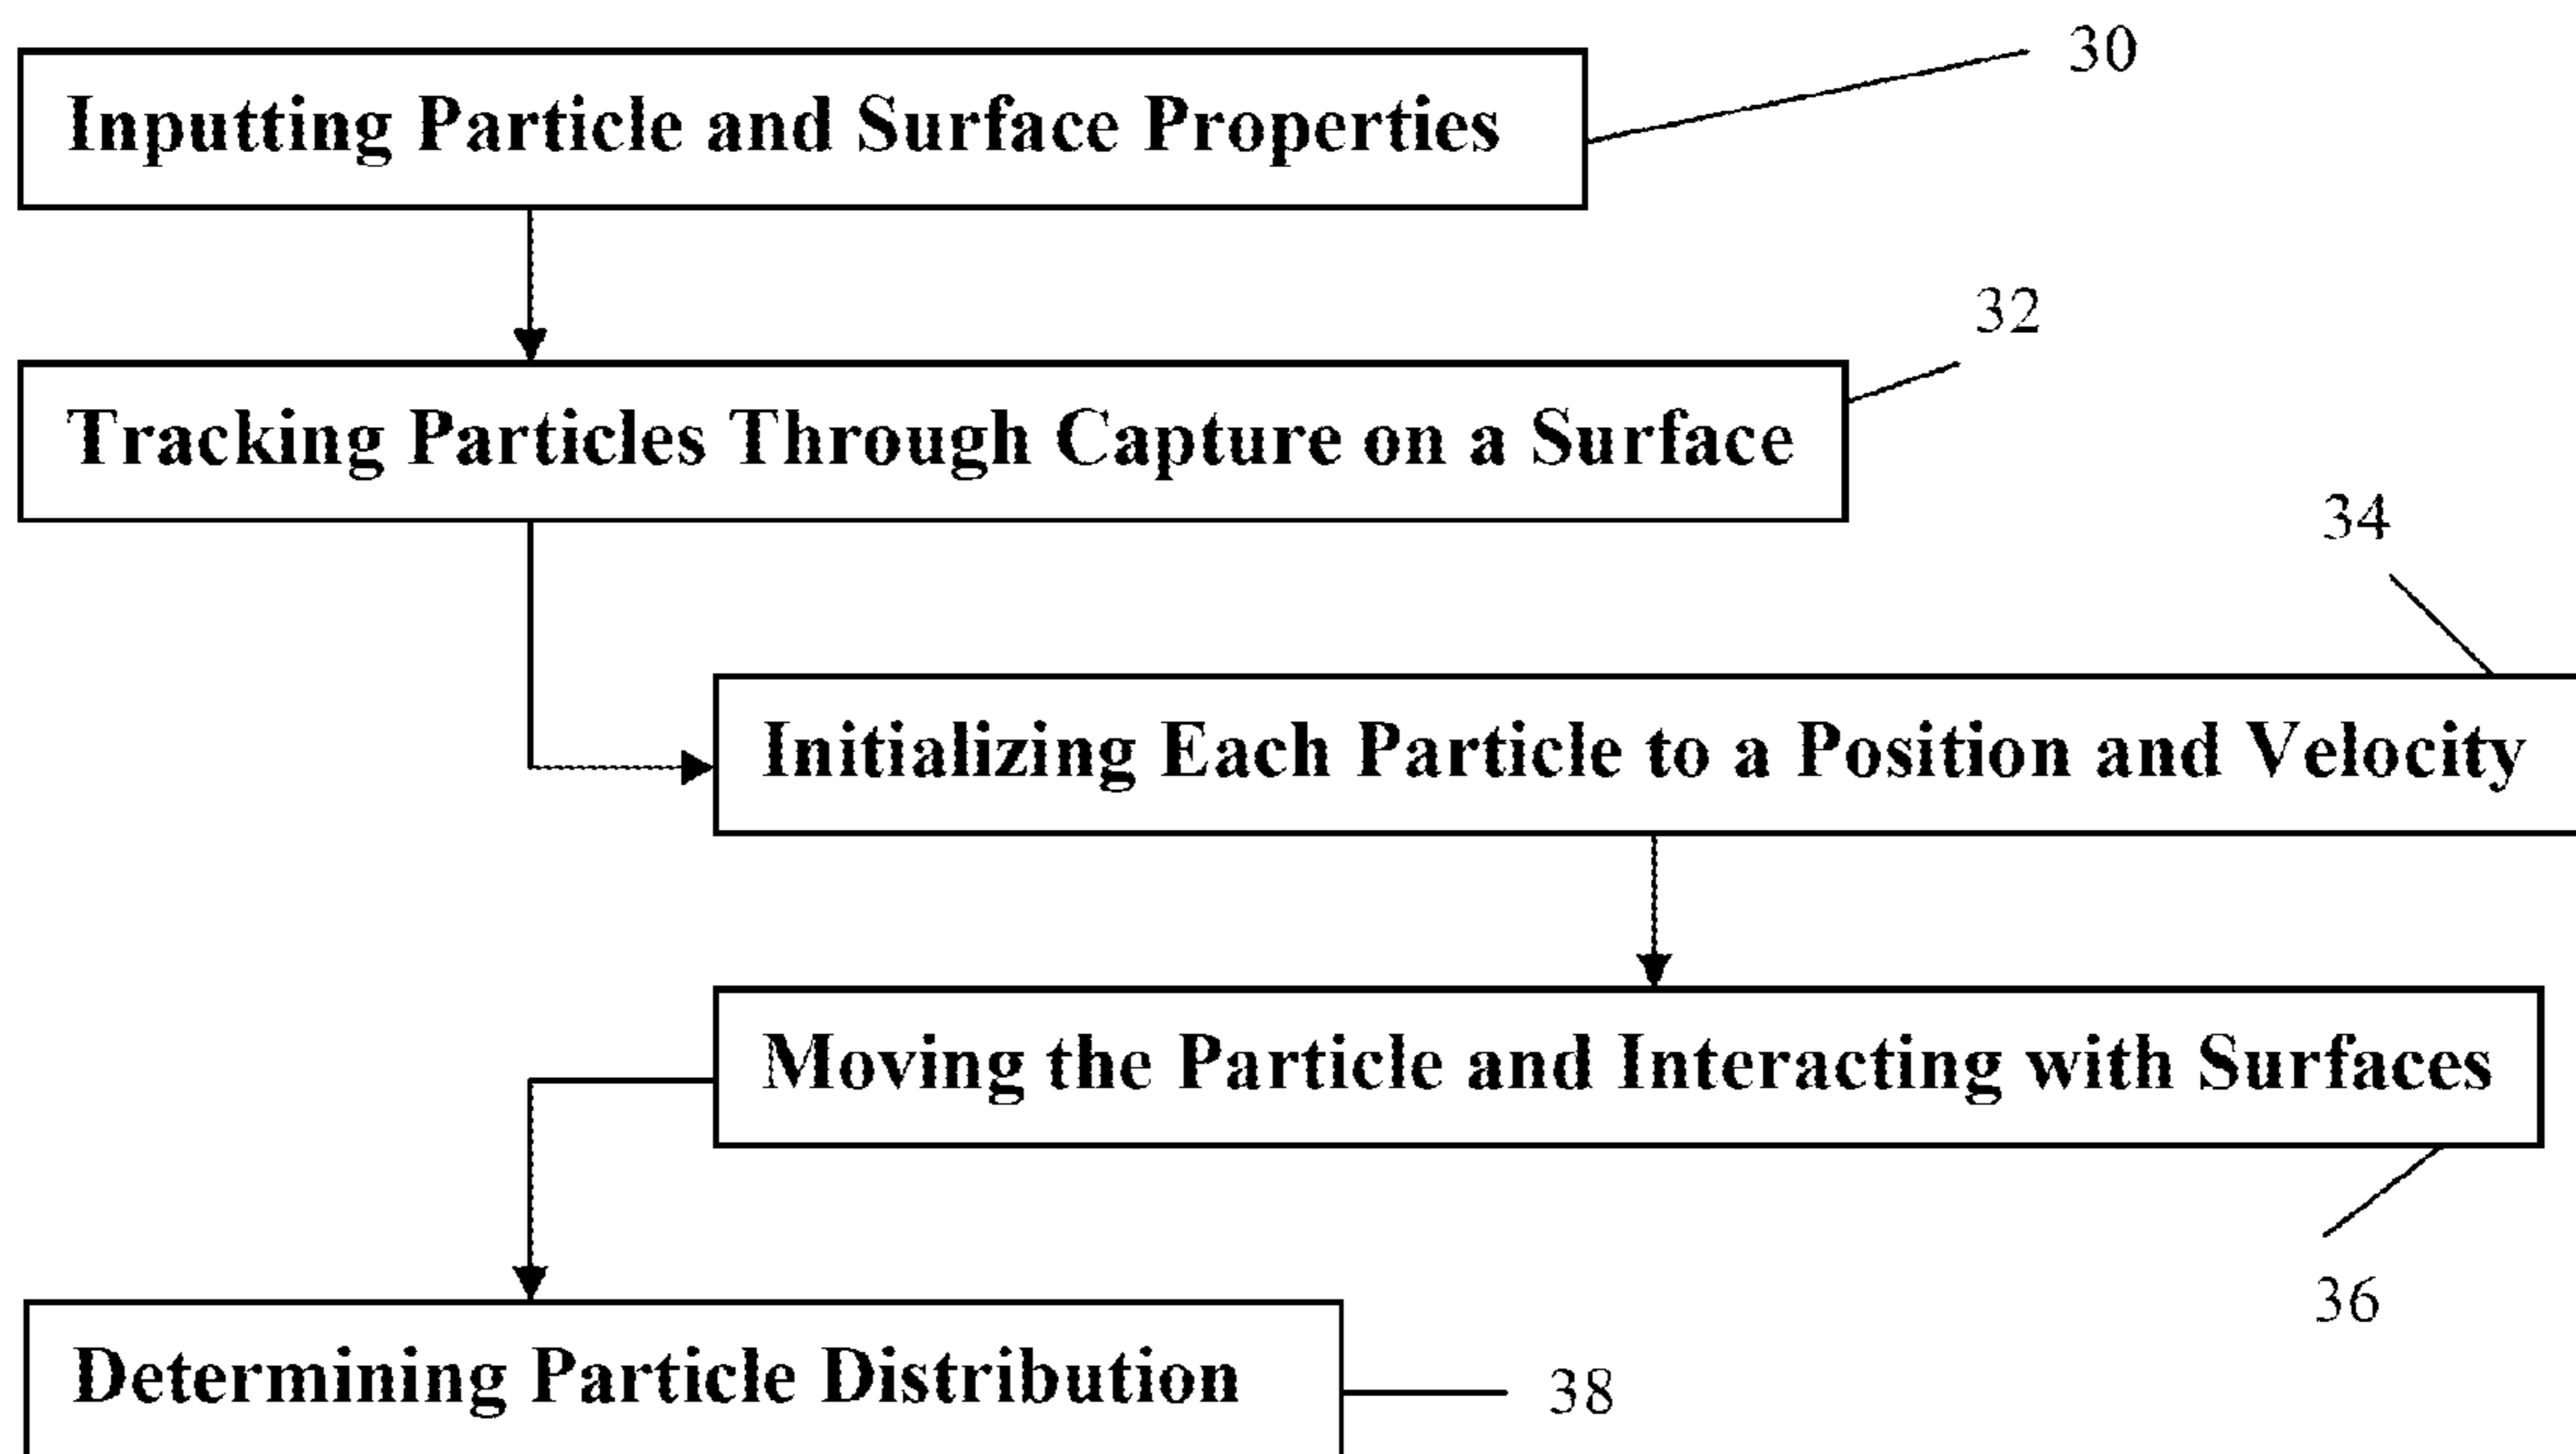 30
Inputting Particle and Surface Properties
32
Tracking Particles Through Capture on a Surface
34
Initializing Each Particle to a Position and Velocity
Moving the Particle and Interacting with Surfaces
36
Determining Particle Distribution
38